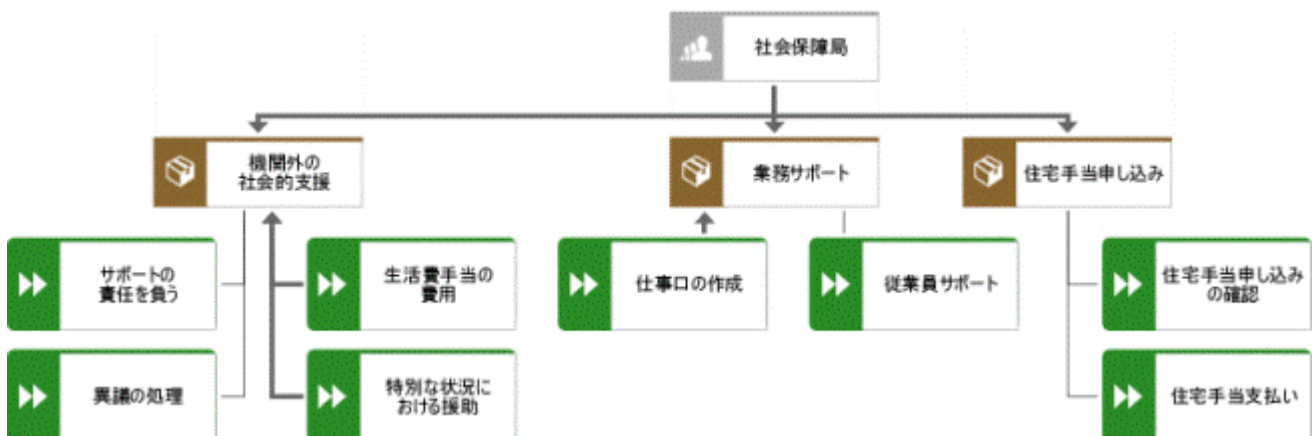 社会保障局
機関外の
社会的支援
業務サポート
住宅手当申し込み
サポートの
責任を負う
生活費手当の
費用
仕事口の作成
従業員サポート
住宅手当申し込み
の確認
異議の処理
特別な状況に
おける援助
住宅手当支払い